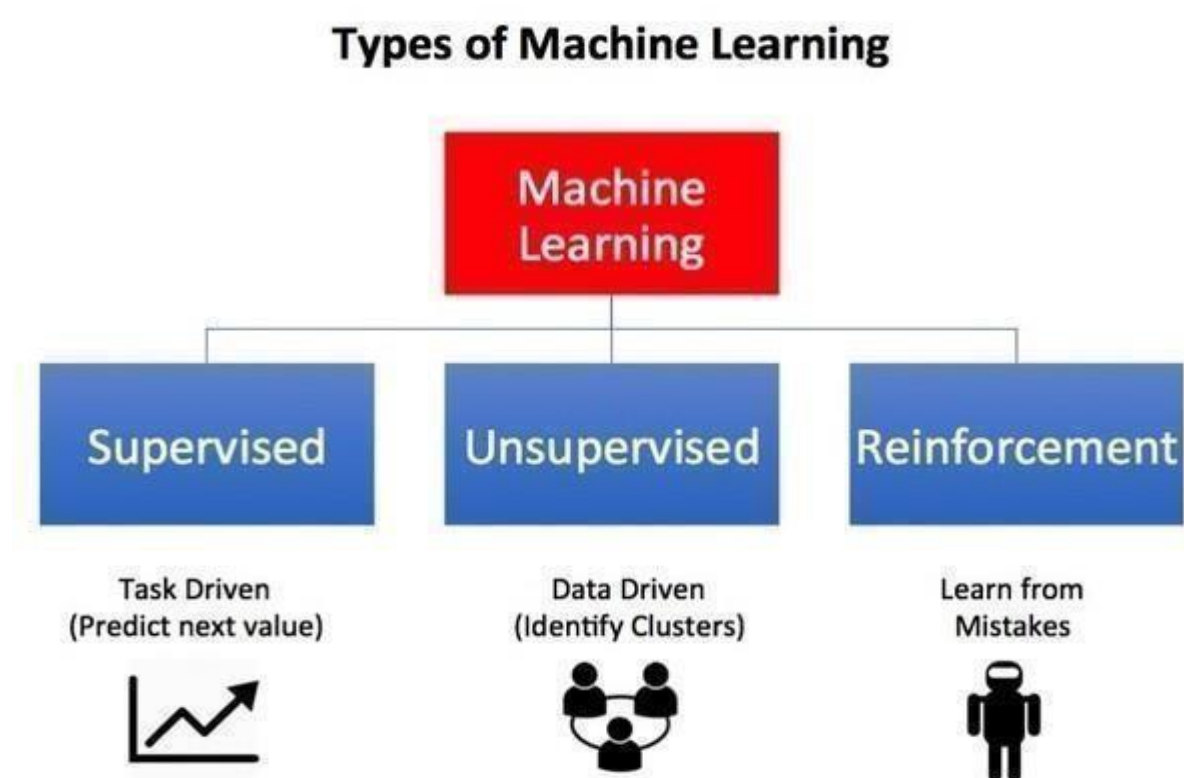 Types of Machine Learning
Machine
Learning
Supervised
Unsupervised
Reinforcement
Task Driven
(Predict next value)
Data Driven
(Identify Clusters)
Learn from
Mistakes